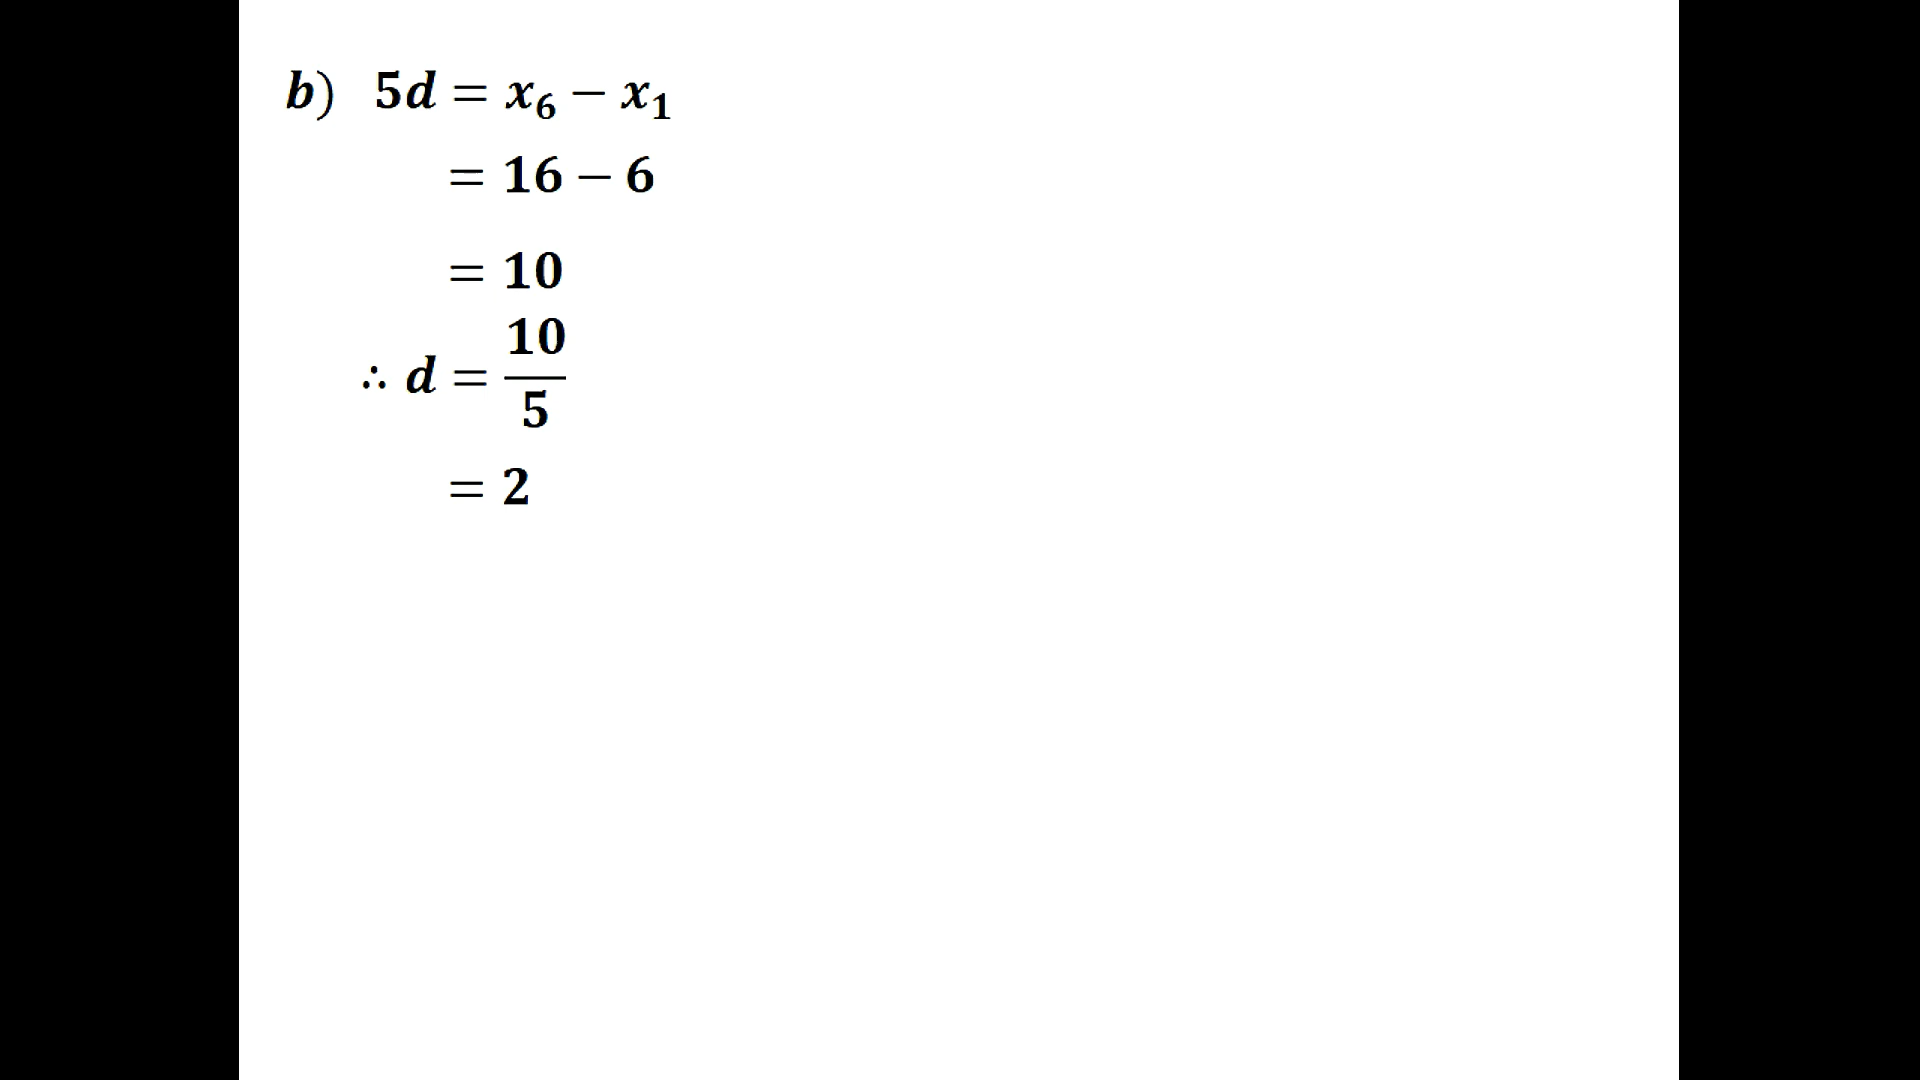 b) 5d = x₆ − x₁
= 16 − 6
= 10
∴ d = 10/5
= 2